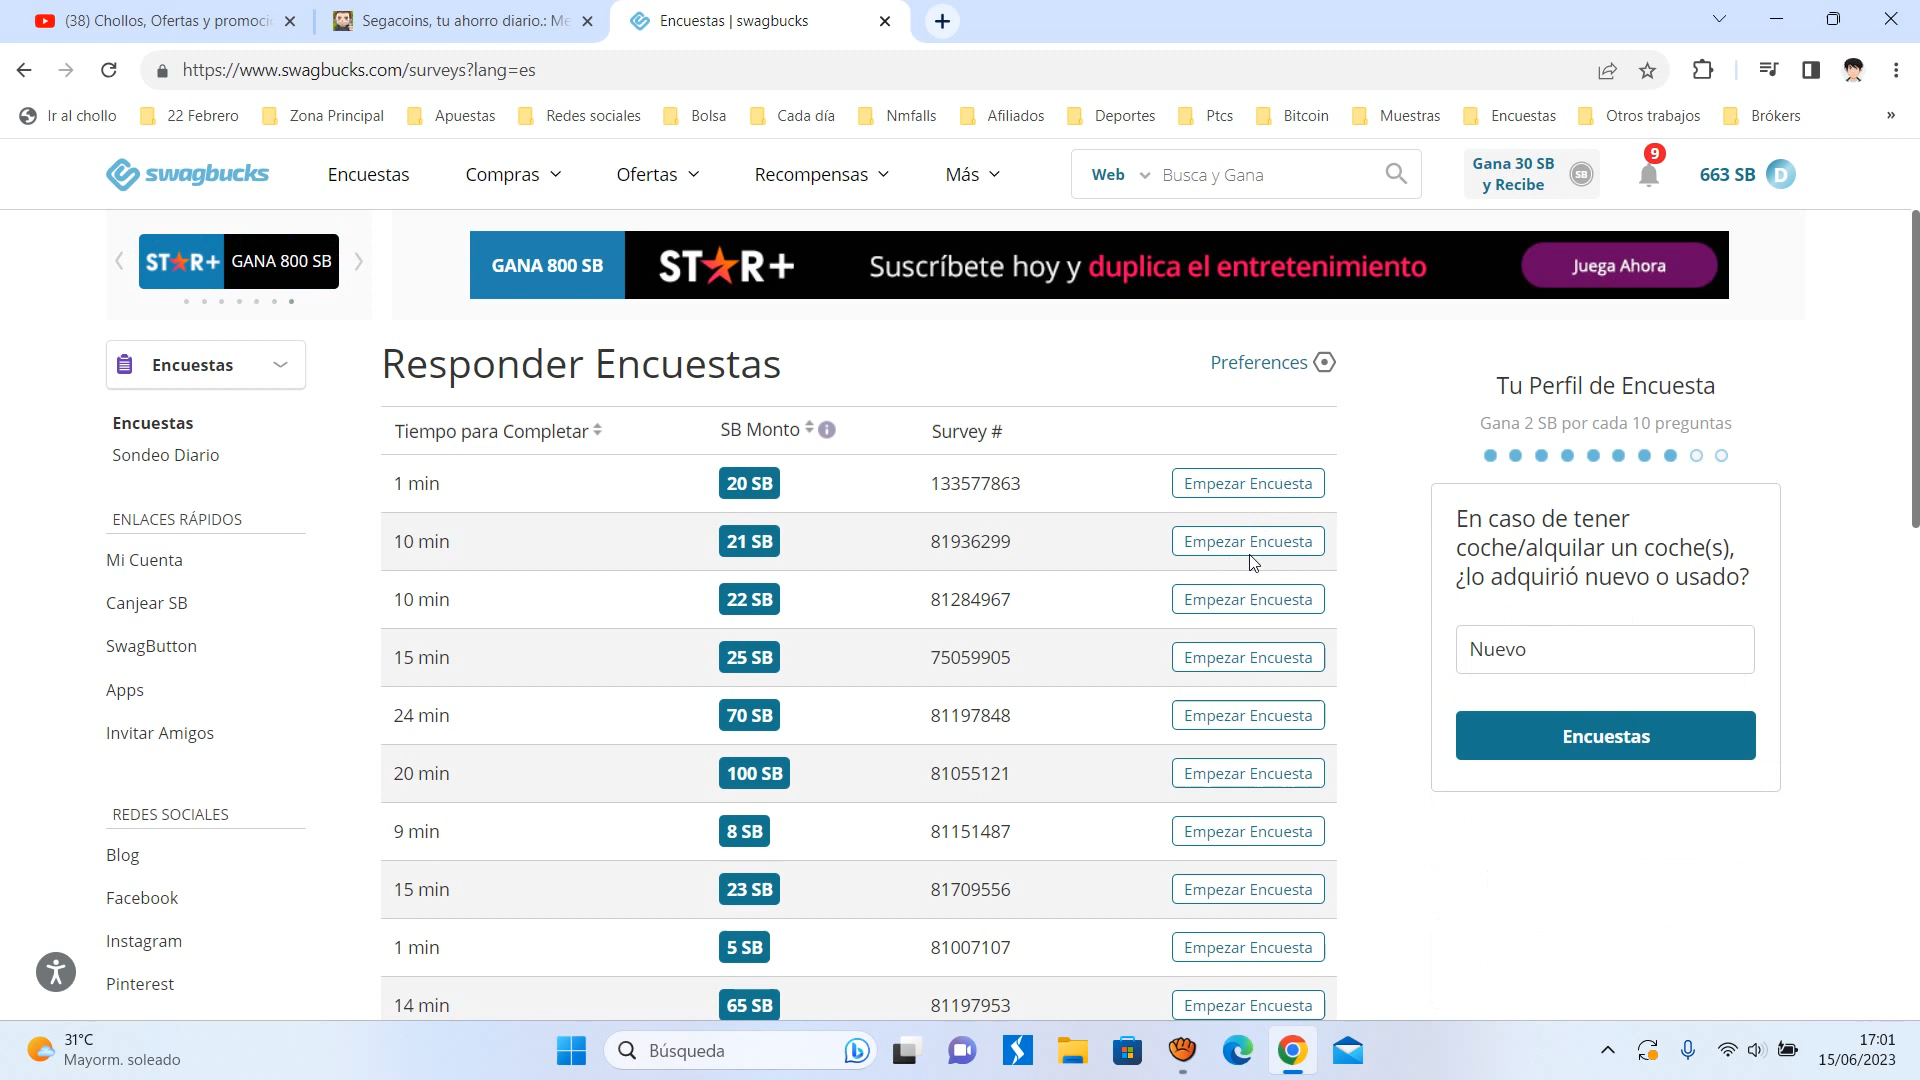 (38) Chollos, Ofertas y promoci
Segacoins, tu ahorro diario.: Me
Encuestas | swagbucks
https://www.swagbucks.com/surveys?lang=es
Ir al chollo
22 Febrero
Zona Principal
Apuestas
Redes sociales
Bolsa
Cada día
Nmfalls
Afiliados
Deportes
Ptcs
Bitcoin
Muestras
Encuestas
Otros trabajos
Brókers
»
swagbucks
Encuestas
Compras
Ofertas
Recompensas
Más
Web
Busca y Gana
Gana 30 SB
y Recibe
SB
9
663 SB
D
STAR+
GANA 800 SB
GANA 800 SB
STAR+
Suscríbete hoy y duplica el entretenimiento
Juega Ahora
Encuestas
Encuestas
Sondeo Diario
ENLACES RÁPIDOS
Mi Cuenta
Canjear SB
SwagButton
Apps
Invitar Amigos
REDES SOCIALES
Blog
Facebook
Instagram
Pinterest
Responder Encuestas
Preferences
Tiempo para Completar SB Monto i Survey #
1 min 20 SB 133577863 Empezar Encuesta
10 min 21 SB 81936299 Empezar Encuesta
10 min 22 SB 81284967 Empezar Encuesta
15 min 25 SB 75059905 Empezar Encuesta
24 min 70 SB 81197848 Empezar Encuesta
20 min 100 SB 81055121 Empezar Encuesta
9 min 8 SB 81151487 Empezar Encuesta
15 min 23 SB 81709556 Empezar Encuesta
1 min 5 SB 81007107 Empezar Encuesta
14 min 65 SB 81197953 Empezar Encuesta
Tu Perfil de Encuesta
Gana 2 SB por cada 10 preguntas
En caso de tener
coche/alquilar un coche(s),
¿lo adquirió nuevo o usado?
Nuevo
Encuestas
31°C
Mayorm. soleado
Búsqueda
17:01
15/06/2023